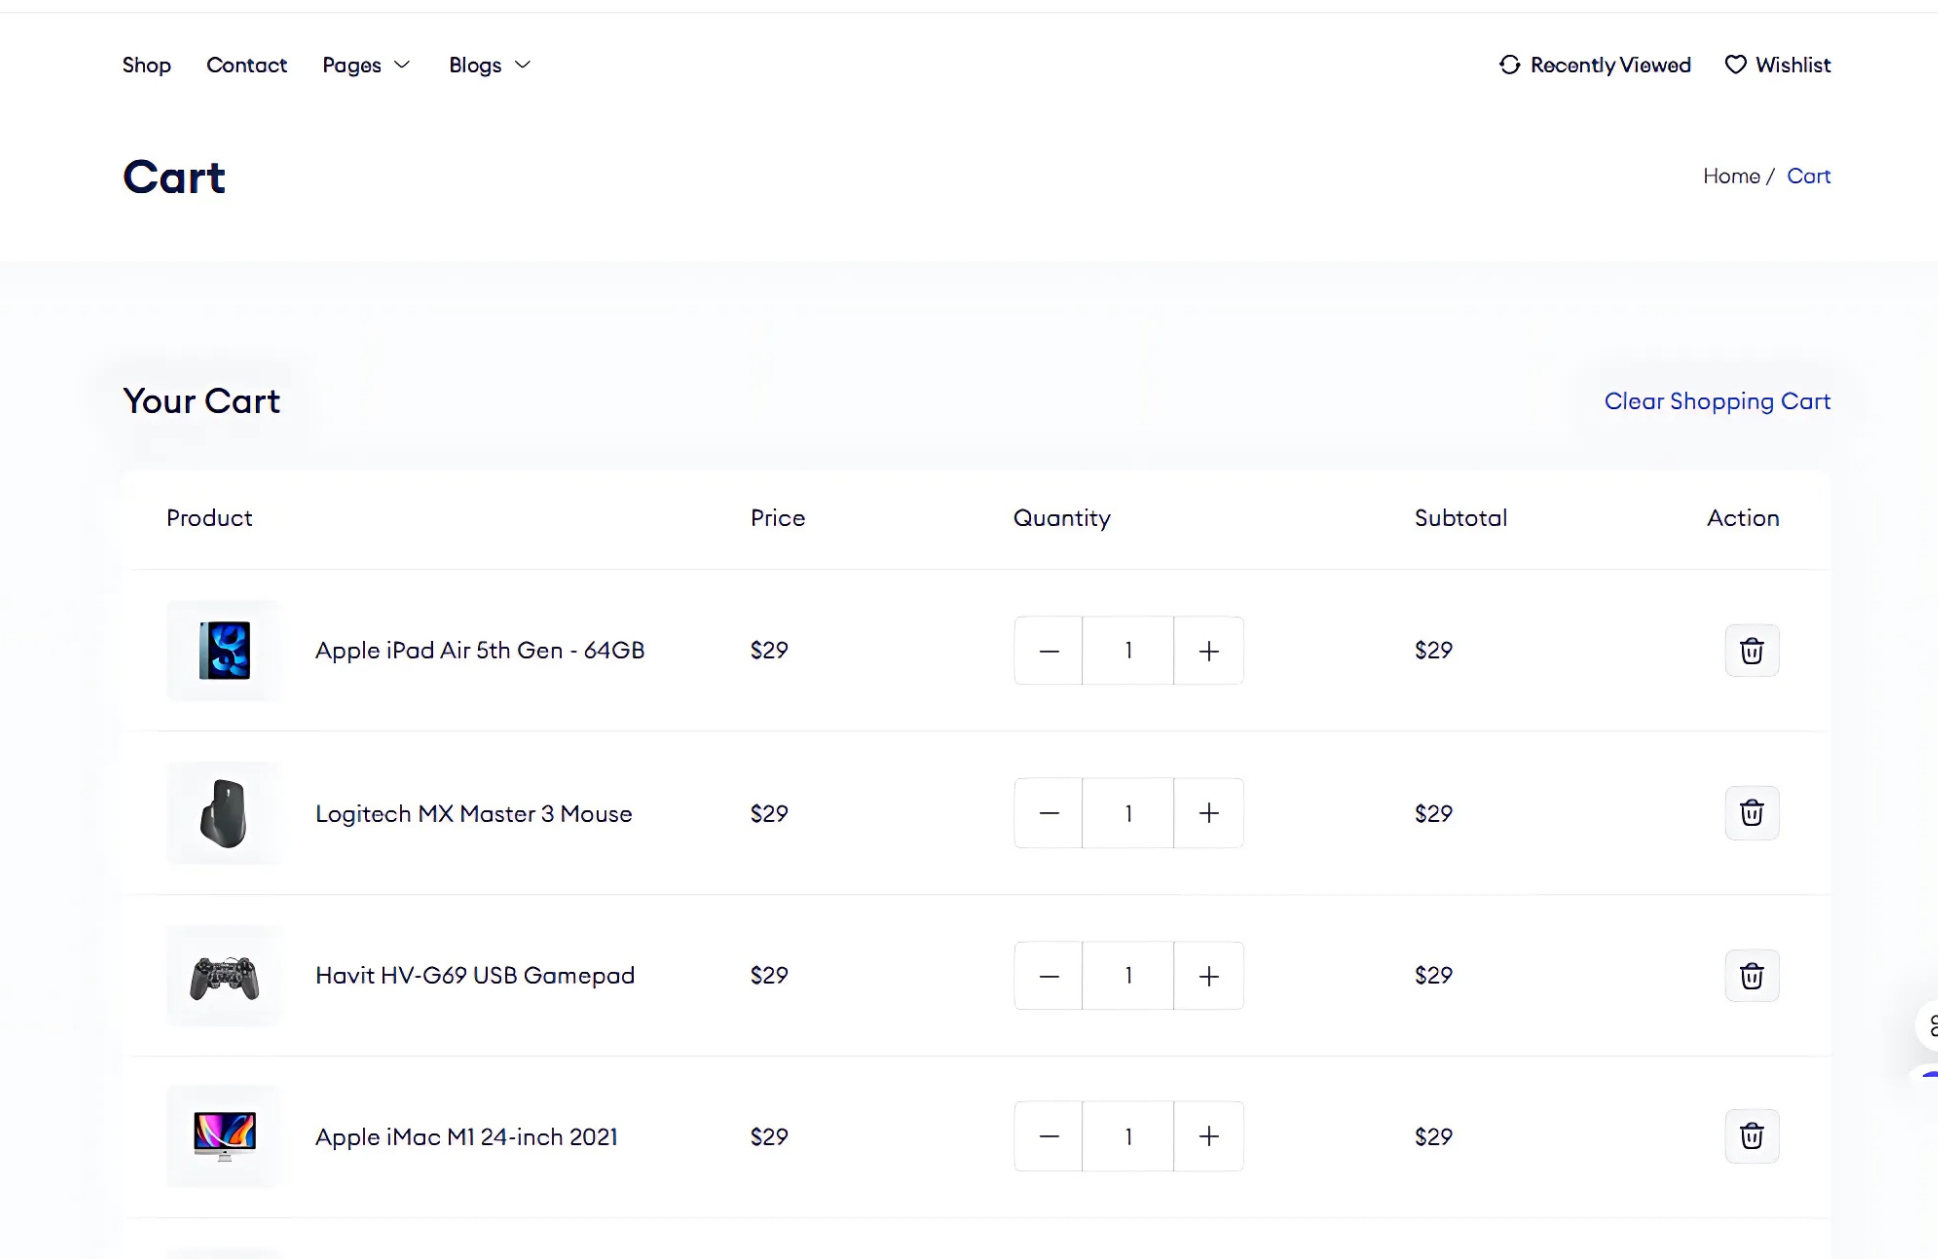 Shop Contact Pages Blogs Recently Viewed Wishlist
Cart Home / Cart
Your Cart Clear Shopping Cart
Product Price Quantity Subtotal Action
Apple iPad Air 5th Gen - 64GB $29 — 1 + $29
Logitech MX Master 3 Mouse $29 — 1 + $29
Havit HV-G69 USB Gamepad $29 — 1 + $29
Apple iMac M1 24-inch 2021 $29 — 1 + $29